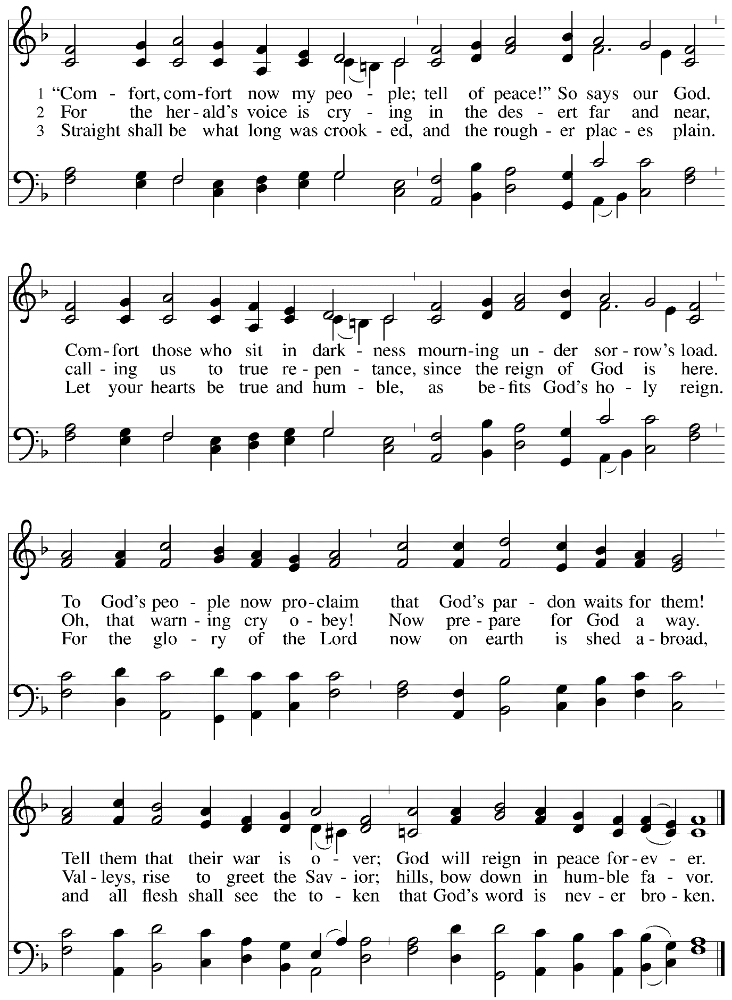 1 “Com - fort, com - fort now my peo - ple; tell of peace!” So says our God.
2 For the her - ald’s voice is cry - ing in the des - ert far and near,
3 Straight shall be what long was crook - ed, and the rough - er plac - es plain.
Com - fort those who sit in dark - ness mourn - ing un - der sor - row’s load.
call - ing us to true re - pen - tance, since the reign of God is here.
Let your hearts be true and hum - ble, as be - fits God’s ho - ly reign.
To God’s peo - ple now pro - claim that God’s par - don waits for them!
Oh, that warn - ing cry o - bey! Now pre - pare for God a way.
For the glo - ry of the Lord now on earth is shed a - broad,
Tell them that their war is o - ver; God will reign in peace for - ev - er.
Val - leys, rise to greet the Sav - ior; hills, bow down in hum - ble fa - vor.
and all flesh shall see the to - ken that God’s word is nev - er bro - ken.